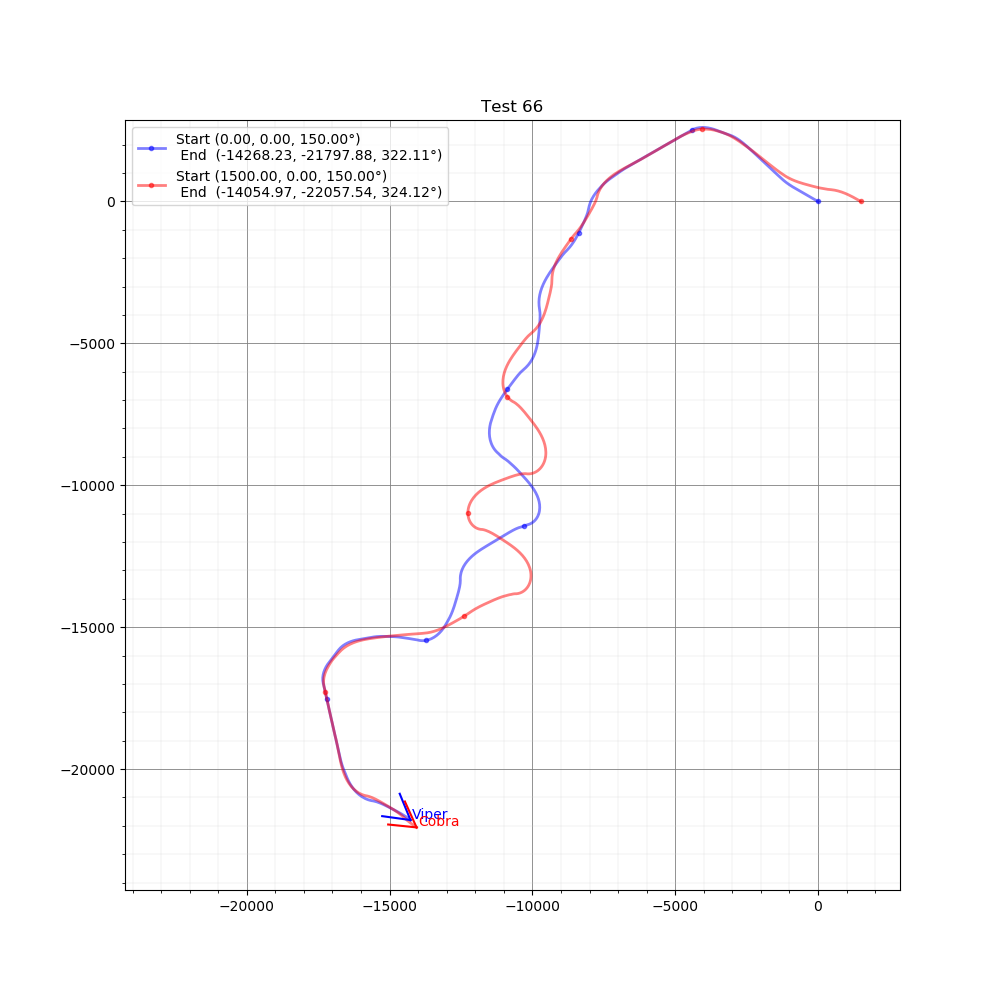 Test 66
Start (0.00, 0.00, 150.00°)
End (-14268.23, -21797.88, 322.11°)
Start (1500.00, 0.00, 150.00°)
End (-14054.97, -22057.54, 324.12°)
0
−5000
−10000
−15000
−20000
Viper
Cobra
−20000 −15000 −10000 −5000 0